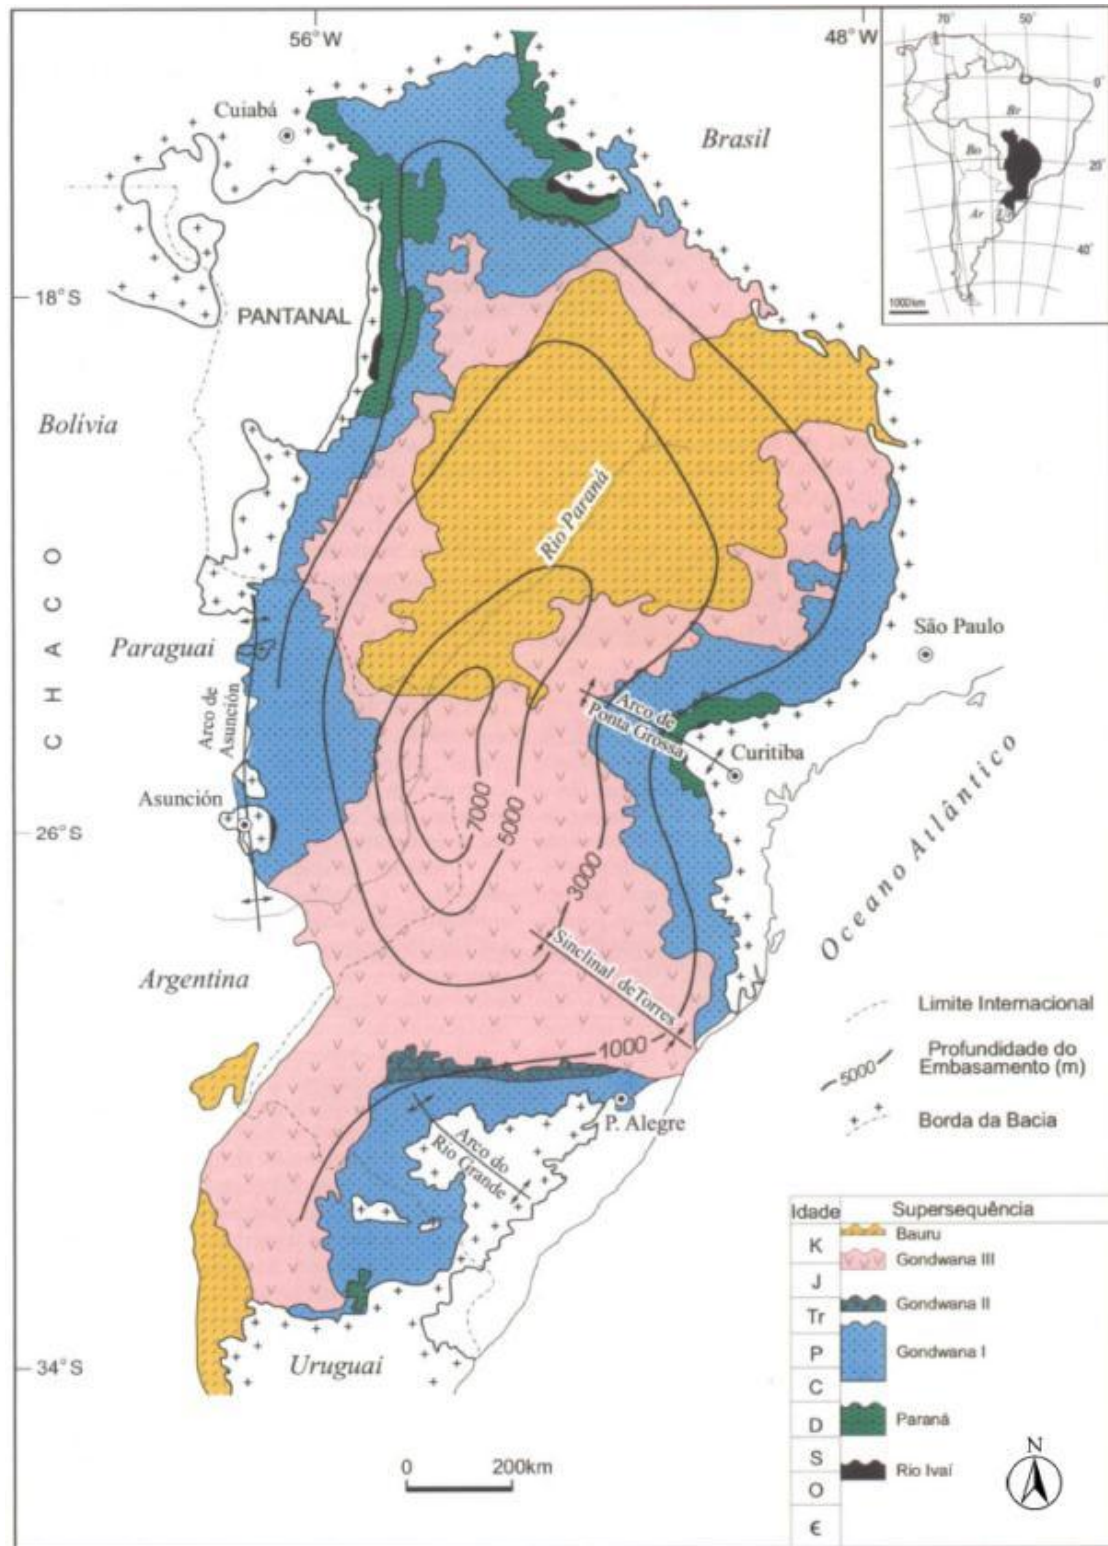 56°W
48°W
70°
50°
0°
Br
Bo
20°
Ar
40°
1000km
Cuiabá
Brasil
18°S
PANTANAL
Bolívia
Rio Paraná
CHACO
Paraguai
São Paulo
Arco de
Asunción
Arco de
Ponta Grossa
Curitiba
Asunción
26°S
7000
5000
3000
Oceano Atlântico
Sinclinal de Torres
Argentina
1000
P. Alegre
Arco do
Rio Grande
Uruguai
34°S
0 200km
Limite Internacional
5000
Profundidade do
Embasamento (m)
Borda da Bacia
Idade Supersequência
K
Bauru
Gondwana III
J
Tr
Gondwana II
P
Gondwana I
C
D
Paraná
S
Rio Ivaí
O
Є
N